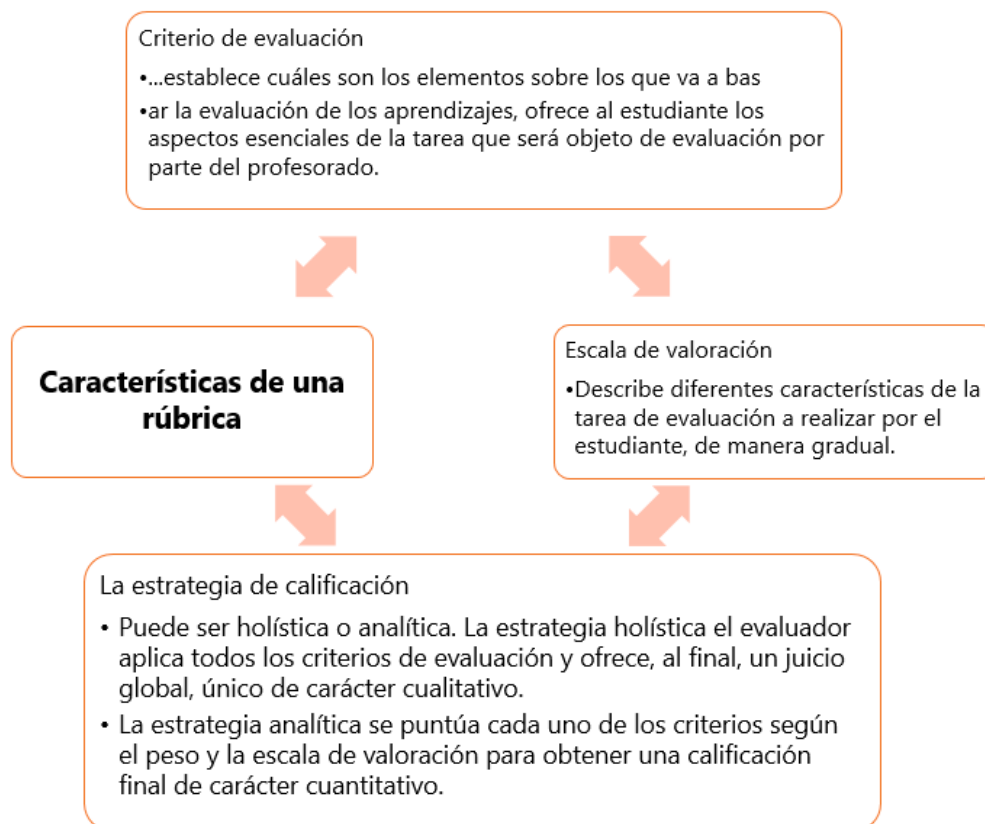 Criterio de evaluación
•...establece cuáles son los elementos sobre los que va a bas
•ar la evaluación de los aprendizajes, ofrece al estudiante los
aspectos esenciales de la tarea que será objeto de evaluación por
parte del profesorado.
Características de una
rúbrica
Escala de valoración
•Describe diferentes características de la
tarea de evaluación a realizar por el
estudiante, de manera gradual.
La estrategia de calificación
• Puede ser holística o analítica. La estrategia holística el evaluador
aplica todos los criterios de evaluación y ofrece, al final, un juicio
global, único de carácter cualitativo.
• La estrategia analítica se puntúa cada uno de los criterios según
el peso y la escala de valoración para obtener una calificación
final de carácter cuantitativo.